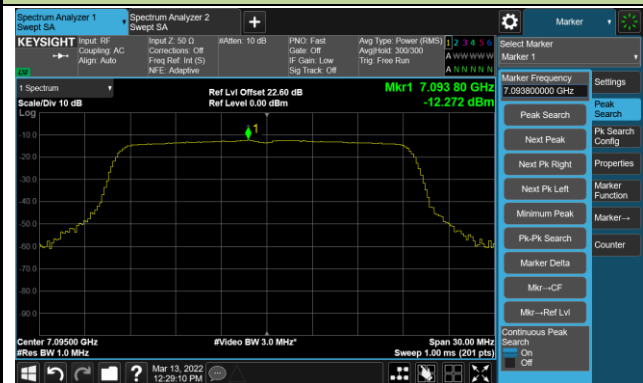 Spectrum Analyzer 1
Swept SA
Spectrum Analyzer 2
Swept SA
+
Marker
KEYSIGHT
Input: RF
Coupling: AC
Align: Auto
Input Z: 50 Ω
Corrections: Off
Freq Ref: Int (S)
NFE: Adaptive
#Atten: 10 dB
PNO: Fast
Gate: Off
IF Gain: Low
Sig Track: Off
Avg Type: Power (RMS)
Avg|Hold: 300/300
Trig: Free Run
1 2 3 4 5 6
A W W W W W
A N N N N N
LXI
Select Marker
Marker 1
1 Spectrum
Scale/Div 10 dB
Log
Ref Lvl Offset 22.60 dB
Ref Level 0.00 dBm
Mkr1 7.093 80 GHz
-12.272 dBm
1
-10.0
-20.0
-30.0
-40.0
-50.0
-60.0
-70.0
-80.0
-90.0
Center 7.09500 GHz
#Res BW 1.0 MHz
#Video BW 3.0 MHz*
Span 30.00 MHz
Sweep 1.00 ms (201 pts)
Marker Frequency
7.093800000 GHz
Peak Search
Next Peak
Next Pk Right
Next Pk Left
Minimum Peak
Pk-Pk Search
Marker Delta
Mkr→CF
Mkr→Ref Lvl
Continuous Peak
Search
On
Off
Settings
Peak
Search
Pk Search
Config
Properties
Marker
Function
Marker→
Counter
?
Mar 13, 2022
12:29:10 PM